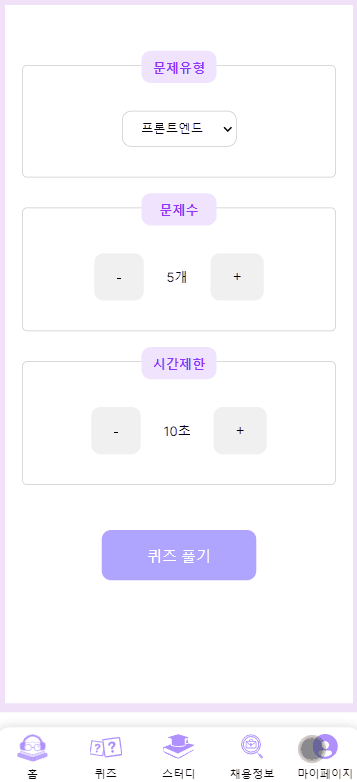 문제유형
프론트엔드
문제수
- 5개 +
시간제한
- 10초 +
퀴즈 풀기
홈 퀴즈 스터디 채용정보 마이페이지